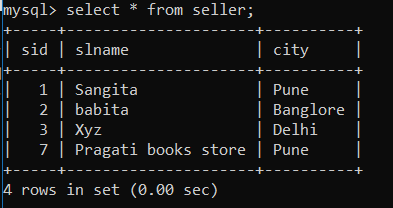 mysql> select * from seller;
+-----+---------------------+----------+
| sid | slname              | city     |
+-----+---------------------+----------+
|   1 | Sangita             | Pune     |
|   2 | babita              | Banglore |
|   3 | Xyz                 | Delhi    |
|   7 | Pragati books store | Pune     |
+-----+---------------------+----------+
4 rows in set (0.00 sec)